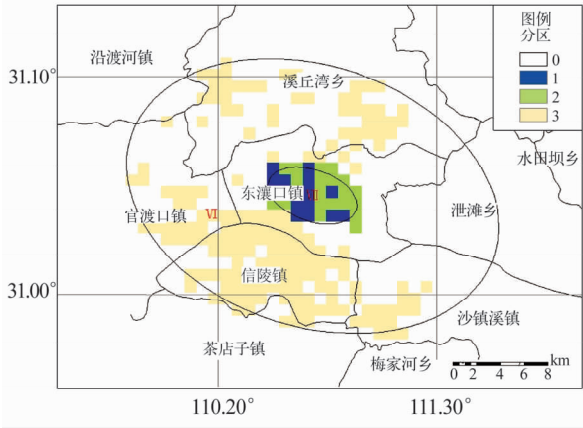 图例
分区
0
1
2
3
沿渡河镇
31.10°
溪丘湾乡
水田坝乡
东瀼口镇
VII
官渡口镇
VI
泄滩乡
信陵镇
31.00°
沙镇溪镇
茶店子镇
梅家河乡
km
0 2 4 6 8
110.20°
111.30°